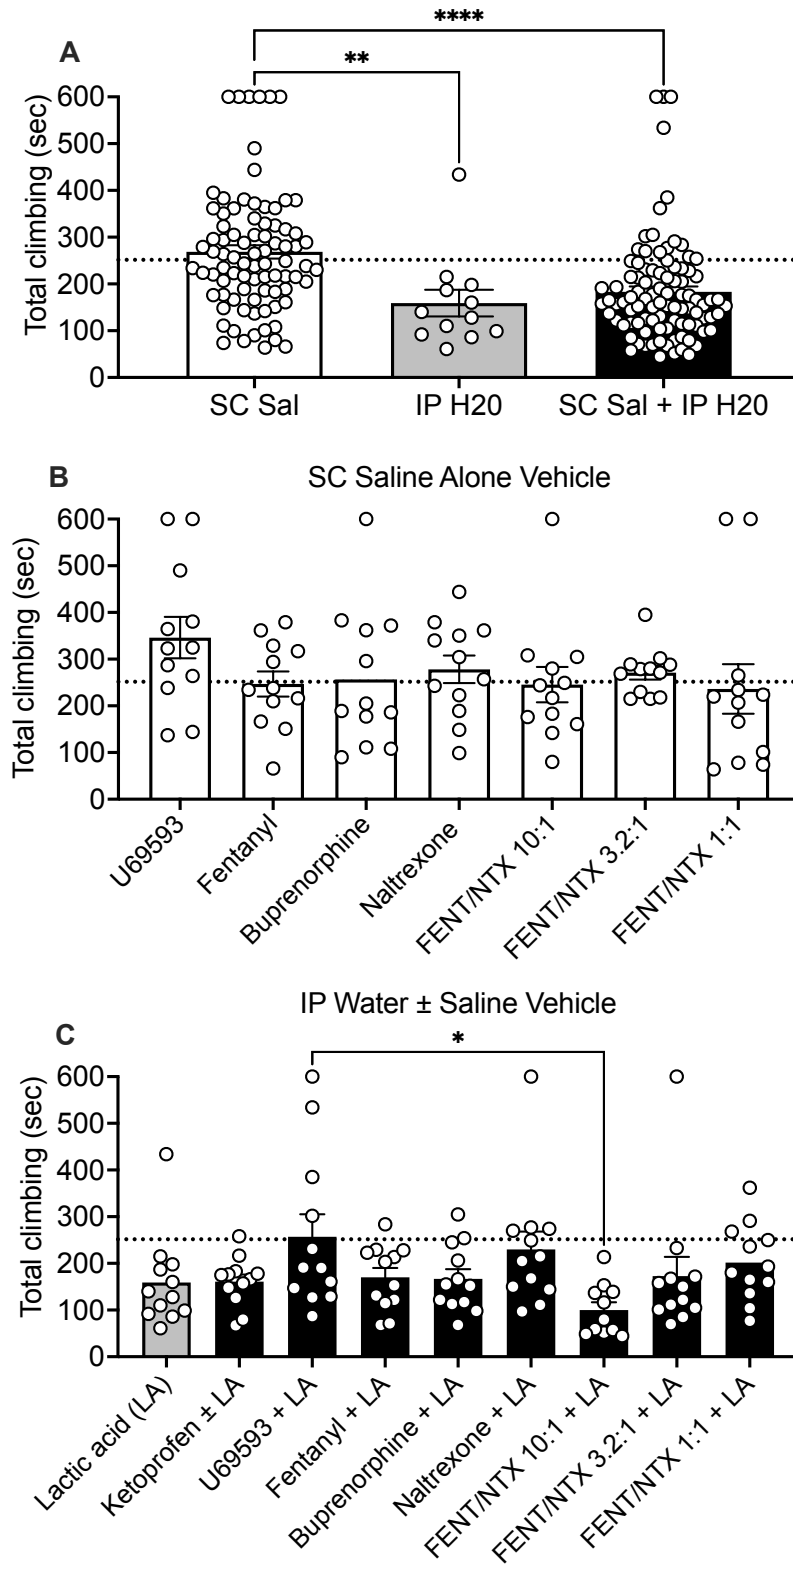 ****
A
**
Total climbing (sec)
600
500
400
300
200
100
0
SC Sal
IP H20
SC Sal + IP H20
B
SC Saline Alone Vehicle
Total climbing (sec)
600
500
400
300
200
100
0
U69593
Fentanyl
Buprenorphine
Naltrexone
FENT/NTX 10:1
FENT/NTX 3.2:1
FENT/NTX 1:1
IP Water ± Saline Vehicle
C
*
Total climbing (sec)
600
500
400
300
200
100
0
Lactic acid (LA)
Ketoprofen ± LA
U69593 + LA
Fentanyl + LA
Buprenorphine + LA
Naltrexone + LA
FENT/NTX 10:1 + LA
FENT/NTX 3.2:1 + LA
FENT/NTX 1:1 + LA